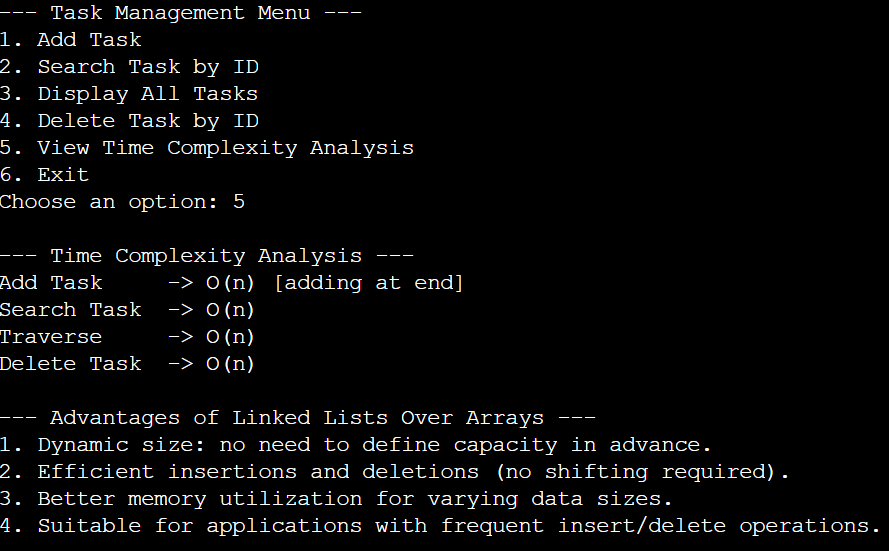 --- Task Management Menu ---
1. Add Task
2. Search Task by ID
3. Display All Tasks
4. Delete Task by ID
5. View Time Complexity Analysis
6. Exit
Choose an option: 5

--- Time Complexity Analysis ---
Add Task     -> O(n) [adding at end]
Search Task  -> O(n)
Traverse     -> O(n)
Delete Task  -> O(n)

--- Advantages of Linked Lists Over Arrays ---
1. Dynamic size: no need to define capacity in advance.
2. Efficient insertions and deletions (no shifting required).
3. Better memory utilization for varying data sizes.
4. Suitable for applications with frequent insert/delete operations.